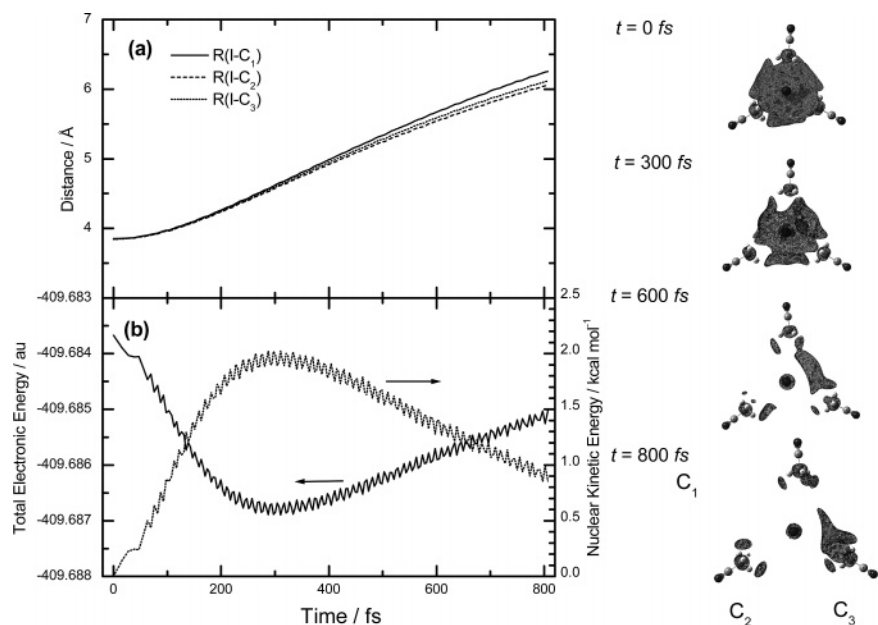 (a)
R(I-C₁)
R(I-C₂)
R(I-C₃)
7
6
5
4
Distance / Å
(b)
-409.683
-409.684
-409.685
-409.686
-409.687
-409.688
Total Electronic Energy / au
2.5
2.0
1.5
1.0
0.5
0.0
Nuclear Kinetic Energy / kcal mol⁻¹
0
200
400
600
800
Time / fs
t = 0 fs
t = 300 fs
t = 600 fs
t = 800 fs
C₁
C₂
C₃